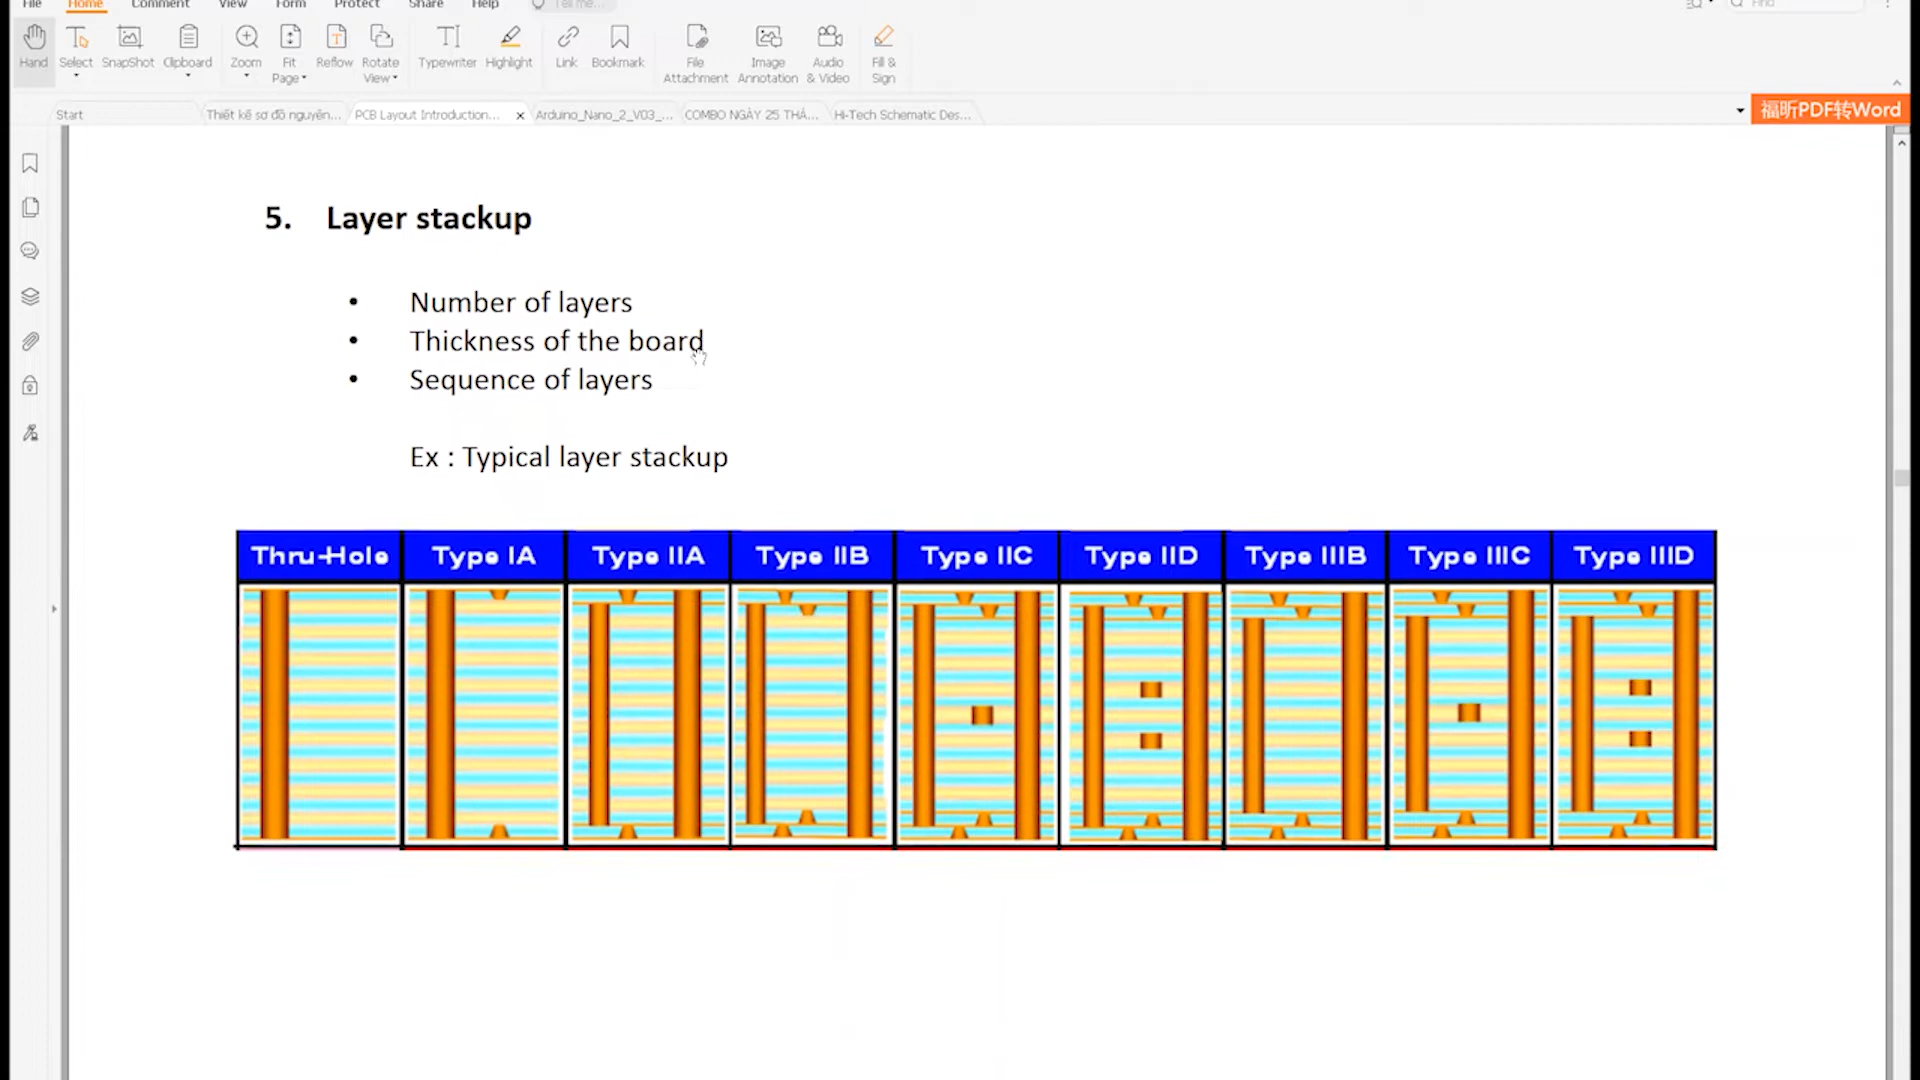 File Home Comment View Form Protect Share Help Tell me... Find
Hand Select SnapShot Clipboard Zoom Fit Page Reflow Rotate View Typewriter Highlight Link Bookmark File Attachment Image Annotation Audio & Video Fill & Sign
Start Thiết kế sơ đồ nguyên... PCB Layout Introduction... Arduino_Nano_2_V03_... COMBO NGÀY 25 THÁ... Hi-Tech Schematic Des... 福昕PDF转Word
5. Layer stackup
• Number of layers
• Thickness of the board
• Sequence of layers
Ex : Typical layer stackup
Thru-Hole Type IA Type IIA Type IIB Type IIC Type IID Type IIIB Type IIIC Type IIID